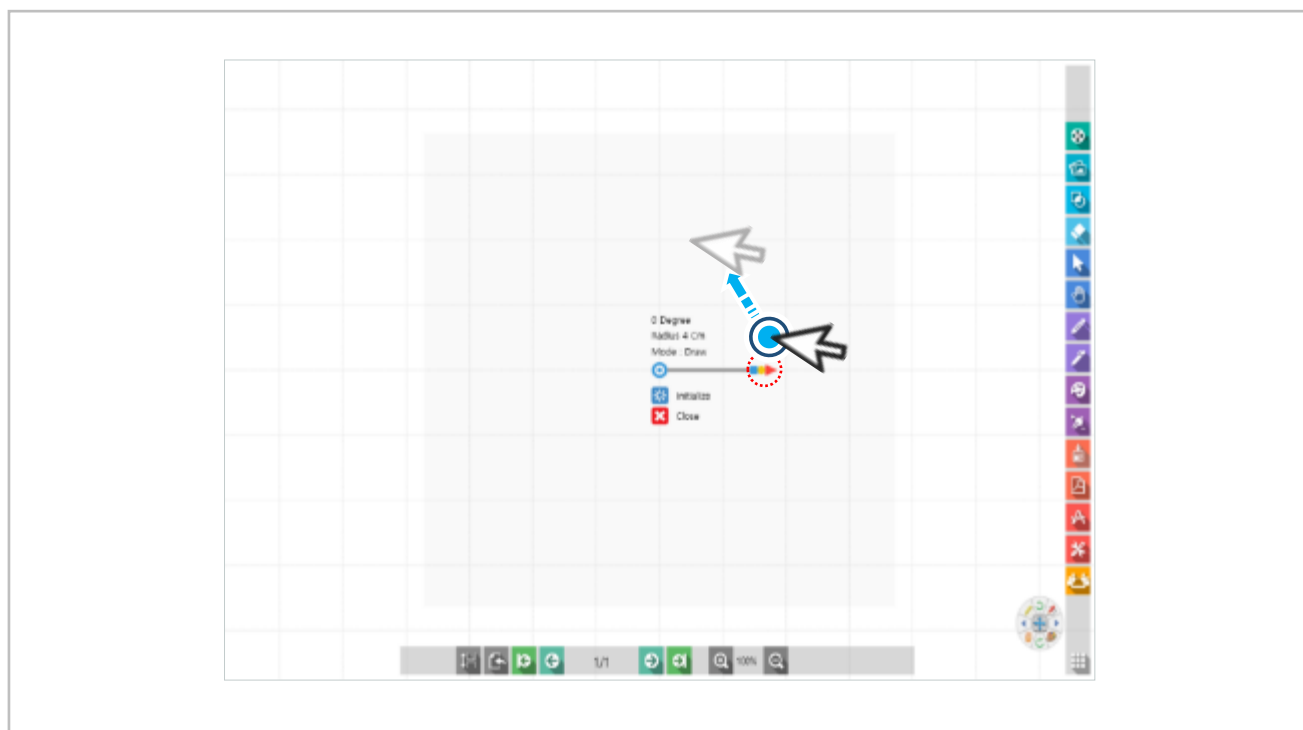 0 Degree
Radius 4 Cm
Mode : Draw
Initialize
Close
1/1
100%